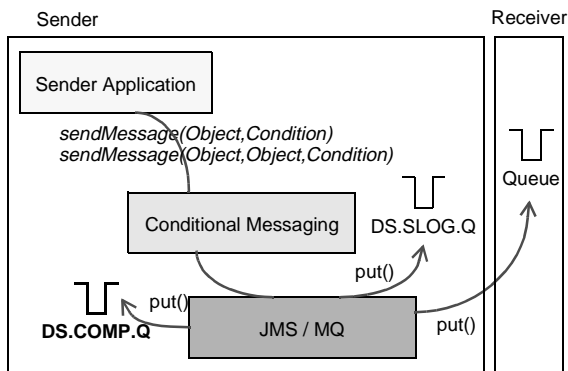 Sender
Receiver
Sender Application
sendMessage(Object,Condition)
sendMessage(Object,Object,Condition)
Queue
Conditional Messaging
DS.SLOG.Q
put()
put()
DS.COMP.Q
JMS / MQ
put()